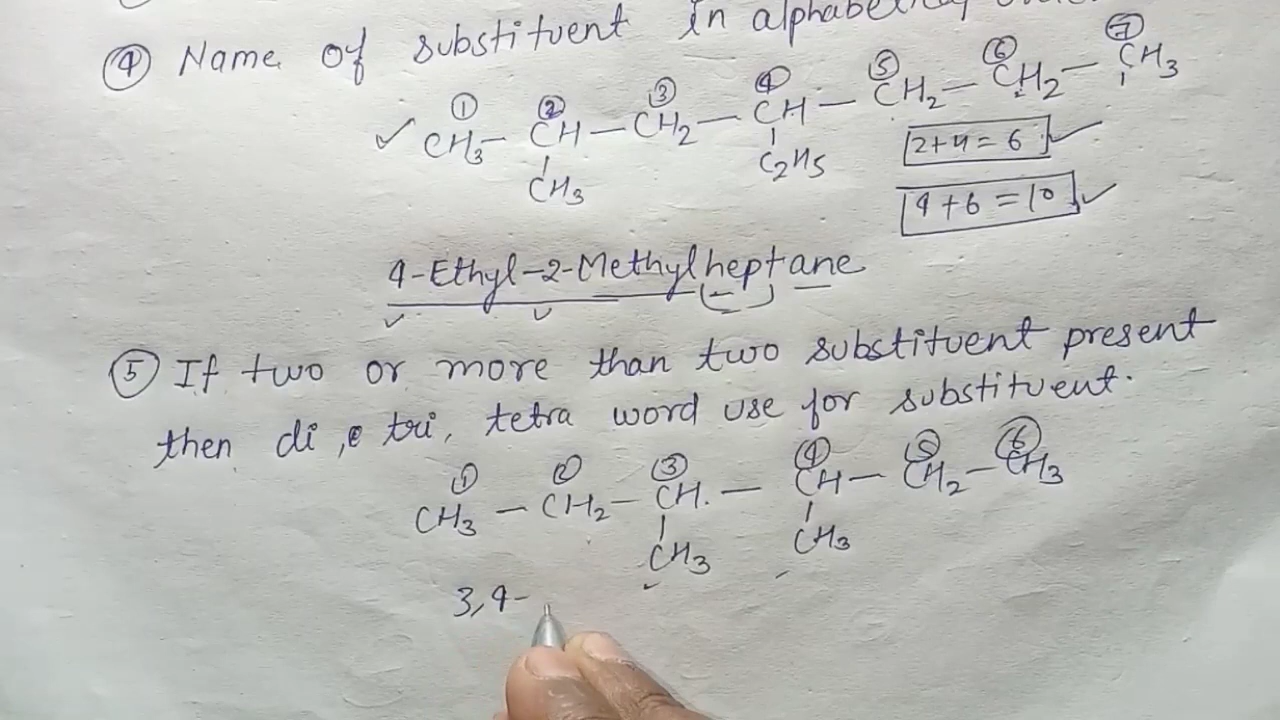 ④ Name of substituent in alphabetical
① ② ③ ④ ⑤ ⑥ ⑦
CH3 - CH - CH2 - CH - CH2 - CH2 - CH3
CH3 C2H5
2+4 = 6
4+6 = 10
4-Ethyl-2-Methylheptane
⑤ If two or more than two substituent present
then di, tri, tetra word use for substituent.
① ② ③ ④ ⑤ ⑥
CH3 - CH2 - CH. - CH - CH2 - CH3
CH3 CH3
3,4-